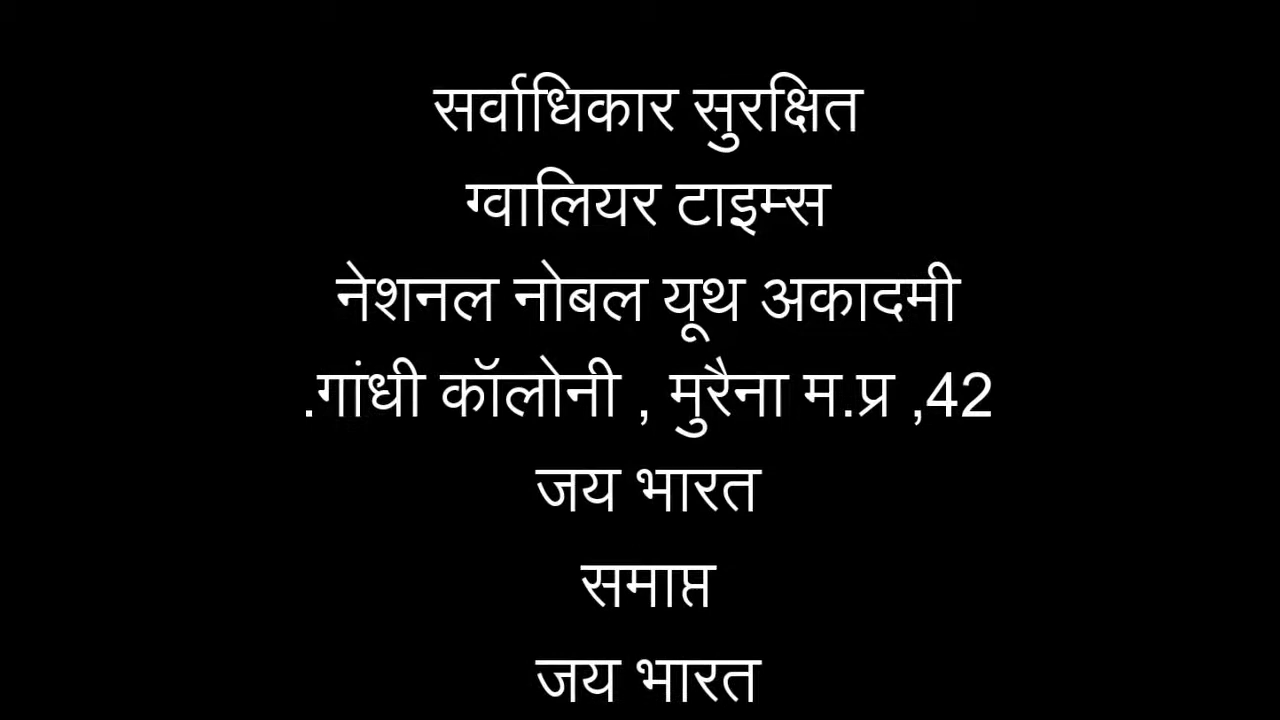 सर्वाधिकार सुरक्षित
ग्वालियर टाइम्स
नेशनल नोबल यूथ अकादमी
.गांधी कॉलोनी , मुरैना म.प्र ,42
जय भारत
समाप्त
जय भारत